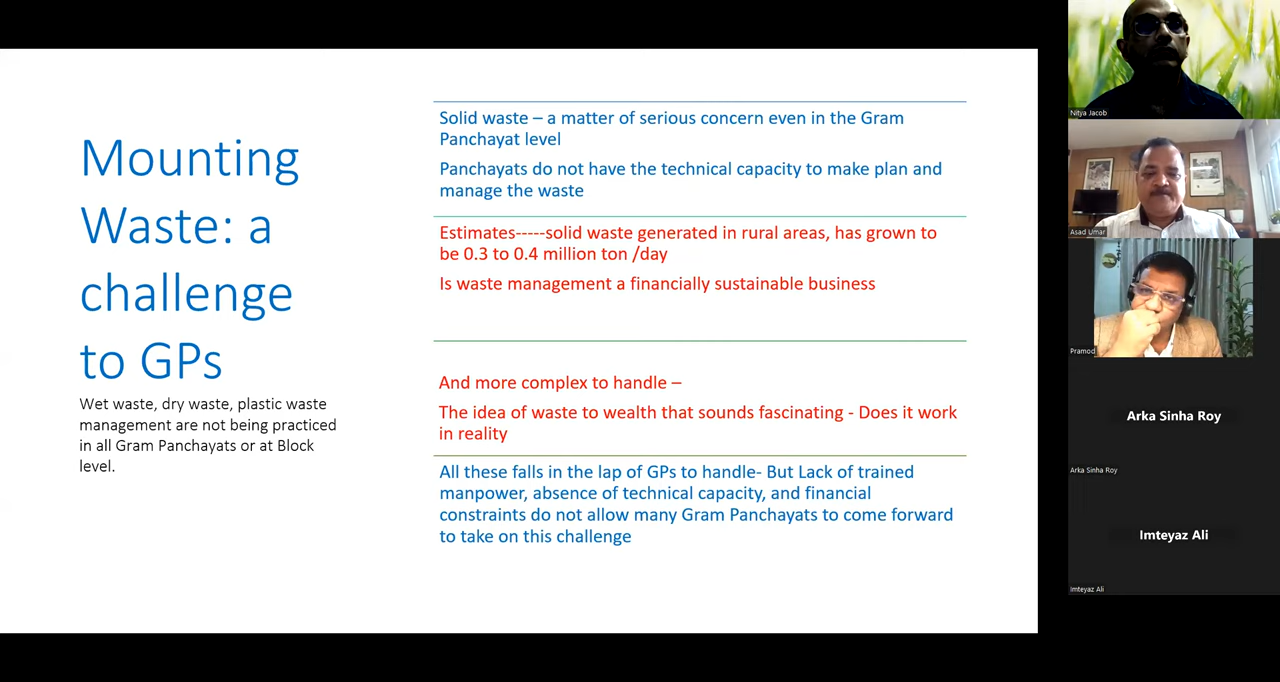 Mounting
Waste: a
challenge
to GPs
Wet waste, dry waste, plastic waste
management are not being practiced
in all Gram Panchayats or at Block
level.
Solid waste – a matter of serious concern even in the Gram
Panchayat level
Panchayats do not have the technical capacity to make plan and
manage the waste
Estimates-----solid waste generated in rural areas, has grown to
be 0.3 to 0.4 million ton /day
Is waste management a financially sustainable business
And more complex to handle –
The idea of waste to wealth that sounds fascinating - Does it work
in reality
All these falls in the lap of GPs to handle- But Lack of trained
manpower, absence of technical capacity, and financial
constraints do not allow many Gram Panchayats to come forward
to take on this challenge
Nitya Jacob
Asad Umar
Pramod
Arka Sinha Roy
Arka Sinha Roy
Imteyaz Ali
Imteyaz Ali